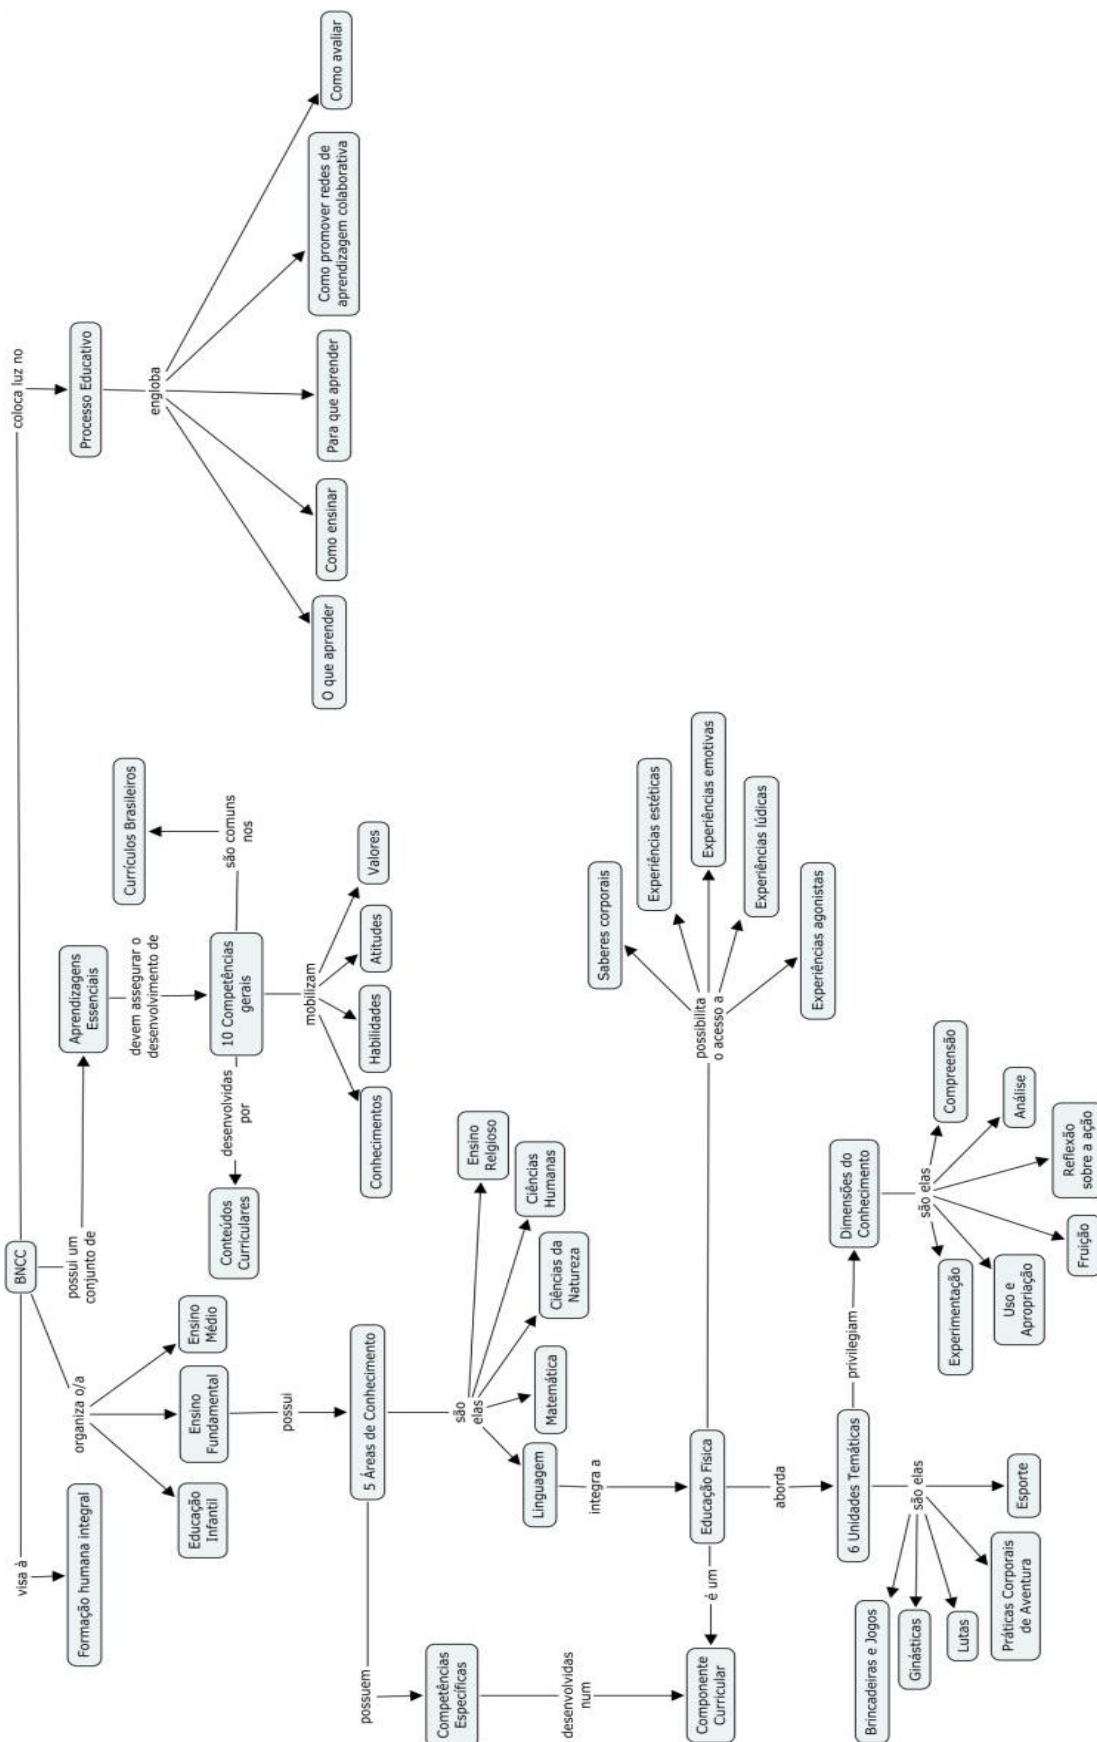 BNCC
visa à
Formação humana integral
organiza o/a
Educação
Infantil
Ensino
Fundamental
Ensino
Médio
possui um
conjunto de
Aprendizagens
Essenciais
devem assegurar o
desenvolvimento de
10 Competências
gerais
desenvolvidas
por
Conteúdos
Curriculares
são comuns
nos
Currículos Brasileiros
mobilizam
Conhecimentos
Habilidades
Atitudes
Valores
coloca luz no
Processo Educativo
engloba
O que aprender
Como ensinar
Para que aprender
Como promover redes de
aprendizagem colaborativa
Como avaliar
possui
5 Áreas de Conhecimento
possuem
Competências
Específicas
desenvolvidas
num
Componente
Curricular
são
elas
Linguagem
Matemática
Ciências da
Natureza
Ciências
Humanas
Ensino
Relgioso
integra a
Educação Física
é um
possibilita
o acesso a
Saberes corporais
Experiências estéticas
Experiências emotivas
Experiências lúdicas
Experiências agonistas
aborda
6 Unidades Temáticas
são elas
Brincadeiras e Jogos
Ginásticas
Lutas
Práticas Corporais
de Aventura
Esporte
privilegiam
Dimensões do
Conhecimento
são elas
Experimentação
Uso e
Apropriação
Fruição
Reflexão
sobre a ação
Análise
Compreensão